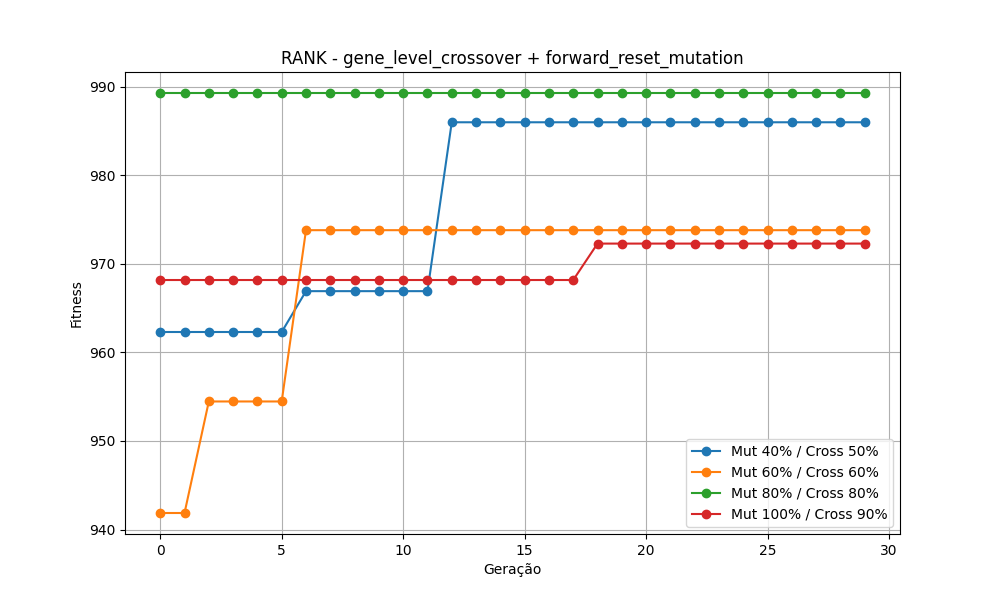 RANK - gene_level_crossover + forward_reset_mutation
Fitness
990
980
970
960
950
940
0
5
10
15
20
25
30
Geração
Mut 40% / Cross 50%
Mut 60% / Cross 60%
Mut 80% / Cross 80%
Mut 100% / Cross 90%